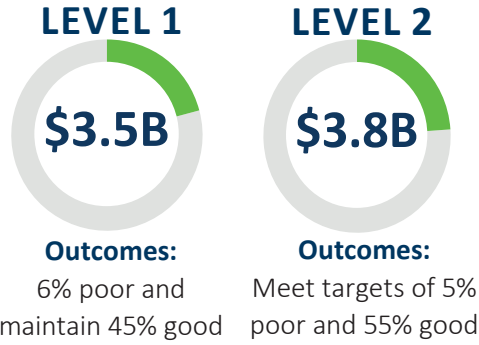 LEVEL 1
$3.5B
Outcomes:
6% poor and
maintain 45% good
LEVEL 2
$3.8B
Outcomes:
Meet targets of 5%
poor and 55% good